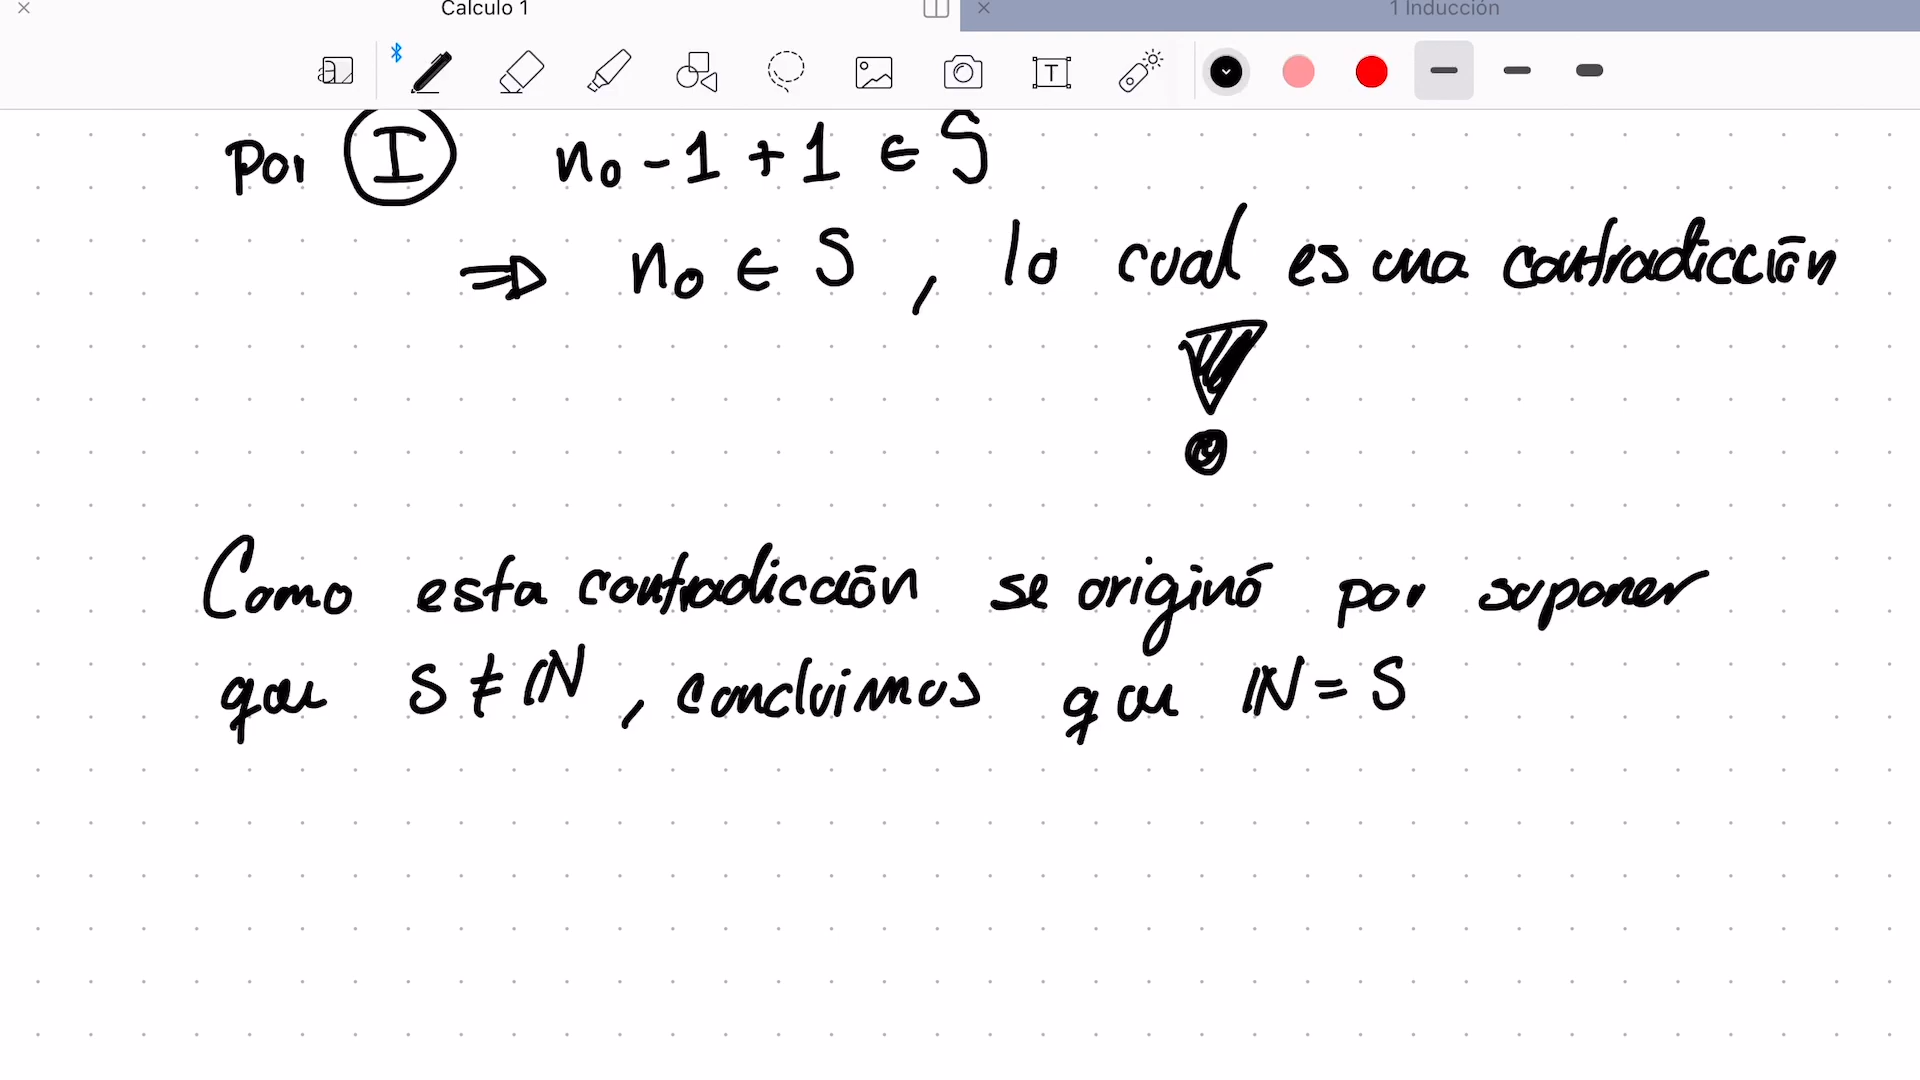 Calculo 1
1 Inducción
por I n₀ - 1 + 1 ∈ S
⇒ n₀ ∈ S , lo cual es una contradicción
!
Como esta contradicción se originó por suponer
que S ≠ ℕ , concluimos que ℕ = S